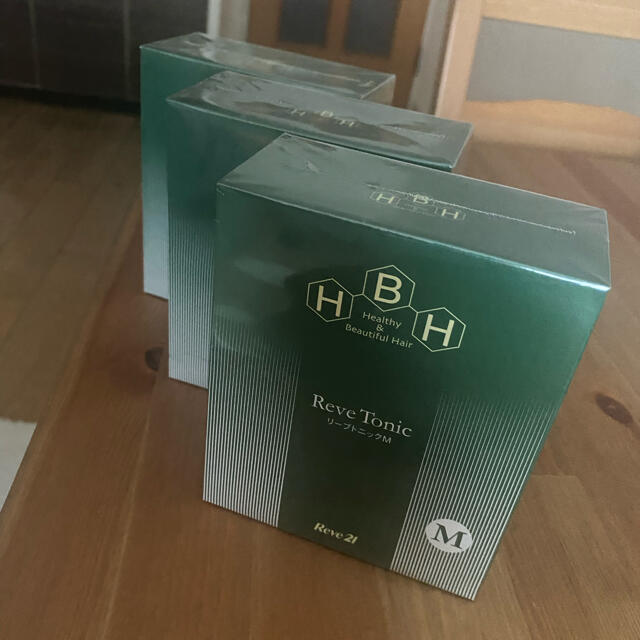 B
H H
B
H H
B
H H
Healthy
&
Beautiful Hair
Reve Tonic
リーブトニックM
Reve21
M